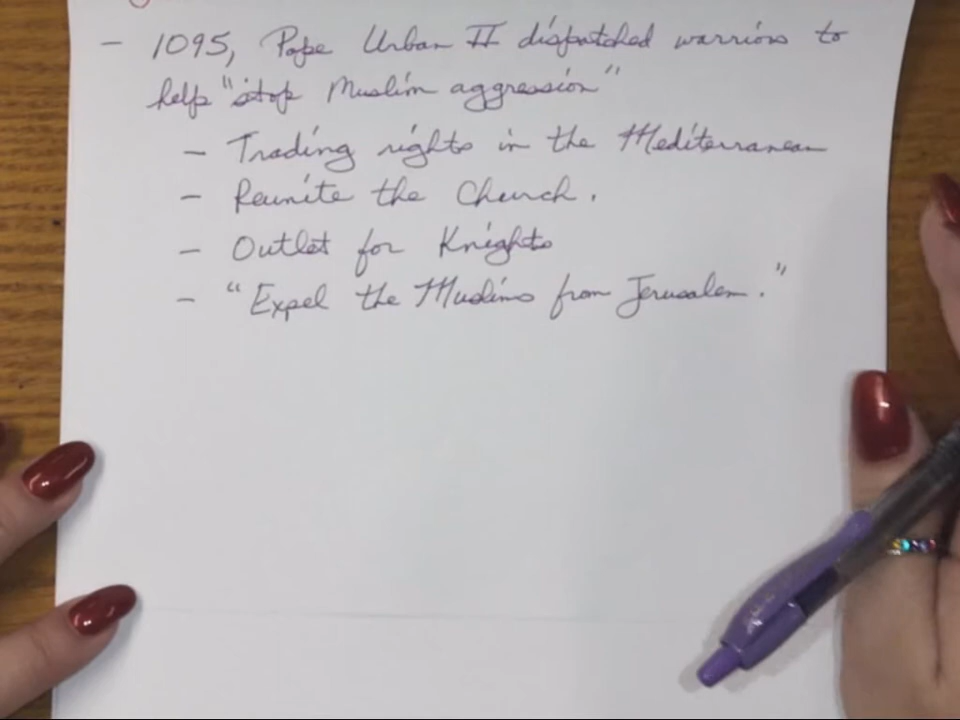 - 1095, Pope Urban II dispatched warriors to
help "stop Muslim aggression"
- Trading rights in the Mediterranean
- Reunite the Church.
- Outlet for Knights
- "Expel the Muslims from Jerusalem."